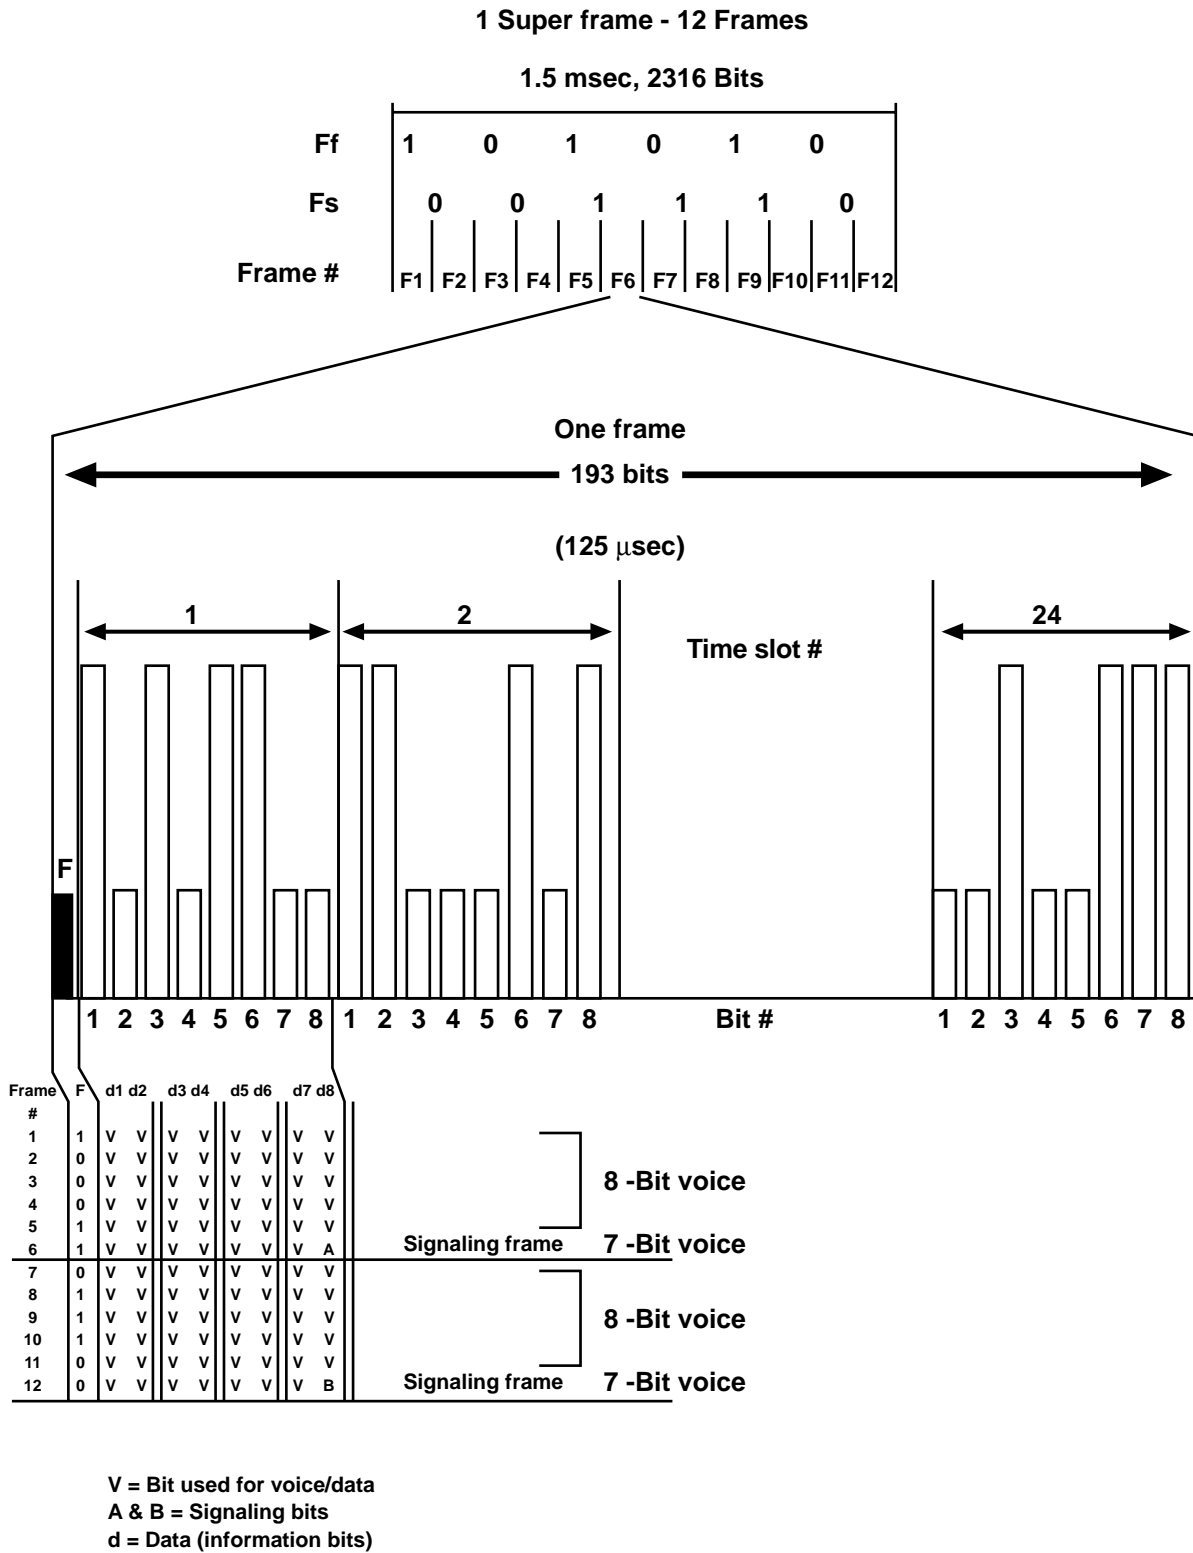 1 Super frame - 12 Frames
1.5 msec, 2316 Bits
Ff 1 0 1 0 1 0
Fs 0 0 1 1 1 0
Frame # F1 F2 F3 F4 F5 F6 F7 F8 F9 F10 F11 F12
One frame
193 bits
(125 μsec)
1 2 24
Time slot #
F
1 2 3 4 5 6 7 8 1 2 3 4 5 6 7 8 Bit # 1 2 3 4 5 6 7 8
Frame F d1 d2 d3 d4 d5 d6 d7 d8
#
1 1 V V V V V V V V
2 0 V V V V V V V V
3 0 V V V V V V V V 8 -Bit voice
4 0 V V V V V V V V
5 1 V V V V V V V V
6 1 V V V V V V V A Signaling frame 7 -Bit voice
7 0 V V V V V V V V
8 1 V V V V V V V V
9 1 V V V V V V V V 8 -Bit voice
10 1 V V V V V V V V
11 0 V V V V V V V V
12 0 V V V V V V V B Signaling frame 7 -Bit voice
V = Bit used for voice/data
A & B = Signaling bits
d = Data (information bits)